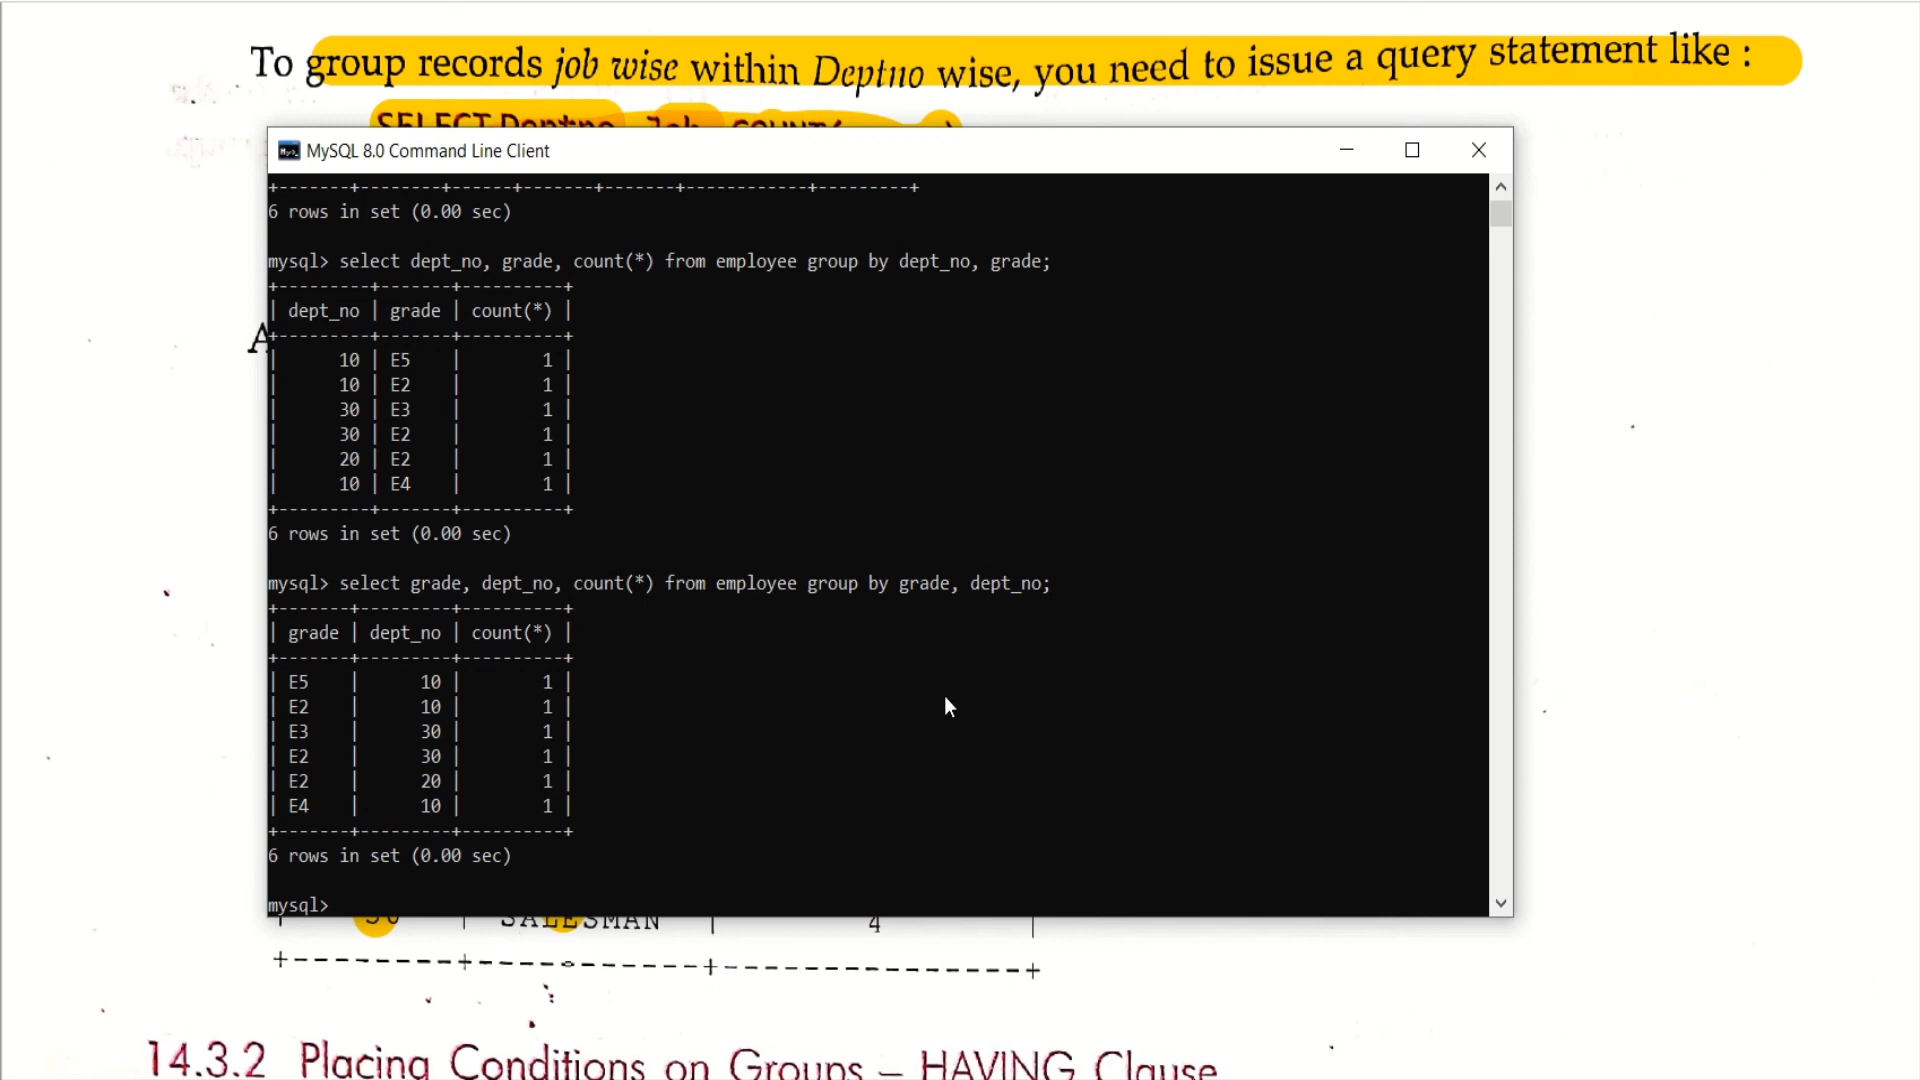 To group records job wise within Deptno wise, you need to issue a query statement like :
SELECT Deptno, Job, COUNT(
MySQL 8.0 Command Line Client
+-------+--------+------+-------+-------+------------+---------+
6 rows in set (0.00 sec)
mysql> select dept_no, grade, count(*) from employee group by dept_no, grade;
+---------+-------+----------+
| dept_no | grade | count(*) |
+---------+-------+----------+
| 10 | E5 | 1 |
| 10 | E2 | 1 |
| 30 | E3 | 1 |
| 30 | E2 | 1 |
| 20 | E2 | 1 |
| 10 | E4 | 1 |
+---------+-------+----------+
6 rows in set (0.00 sec)
mysql> select grade, dept_no, count(*) from employee group by grade, dept_no;
+-------+---------+----------+
| grade | dept_no | count(*) |
+-------+---------+----------+
| E5 | 10 | 1 |
| E2 | 10 | 1 |
| E3 | 30 | 1 |
| E2 | 30 | 1 |
| E2 | 20 | 1 |
| E4 | 10 | 1 |
+-------+---------+----------+
6 rows in set (0.00 sec)
mysql>
| 30 | SALESMAN | 4 |
14.3.2 Placing Conditions on Groups – HAVING Clause